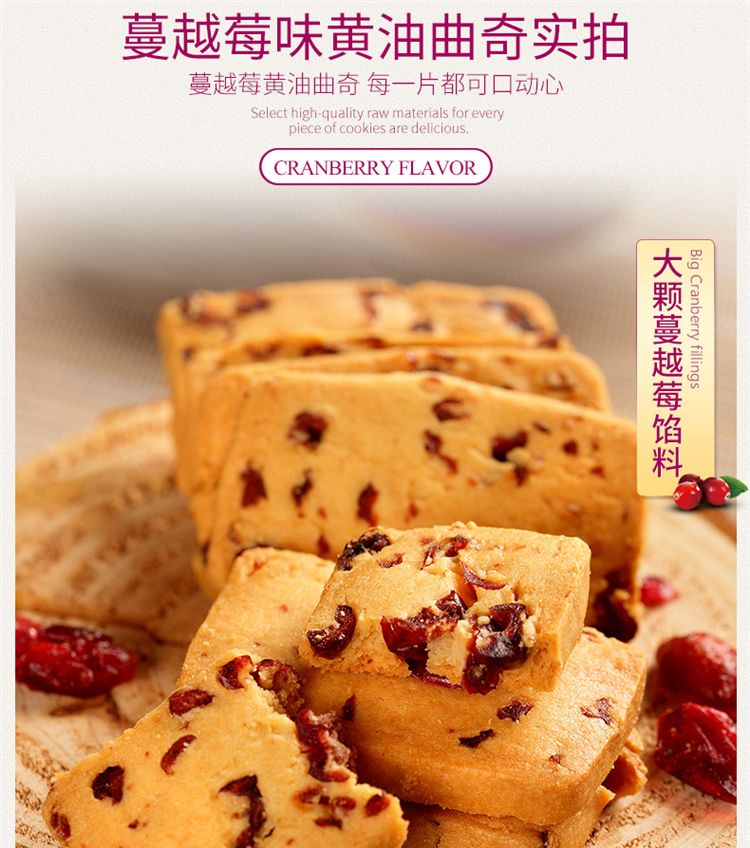 蔓越莓味黄油曲奇实拍
蔓越莓黄油曲奇 每一片都可口动心
Select high-quality raw materials for every
piece of cookies are delicious.
CRANBERRY FLAVOR
大颗蔓越莓馅料
Big Cranberry fillings